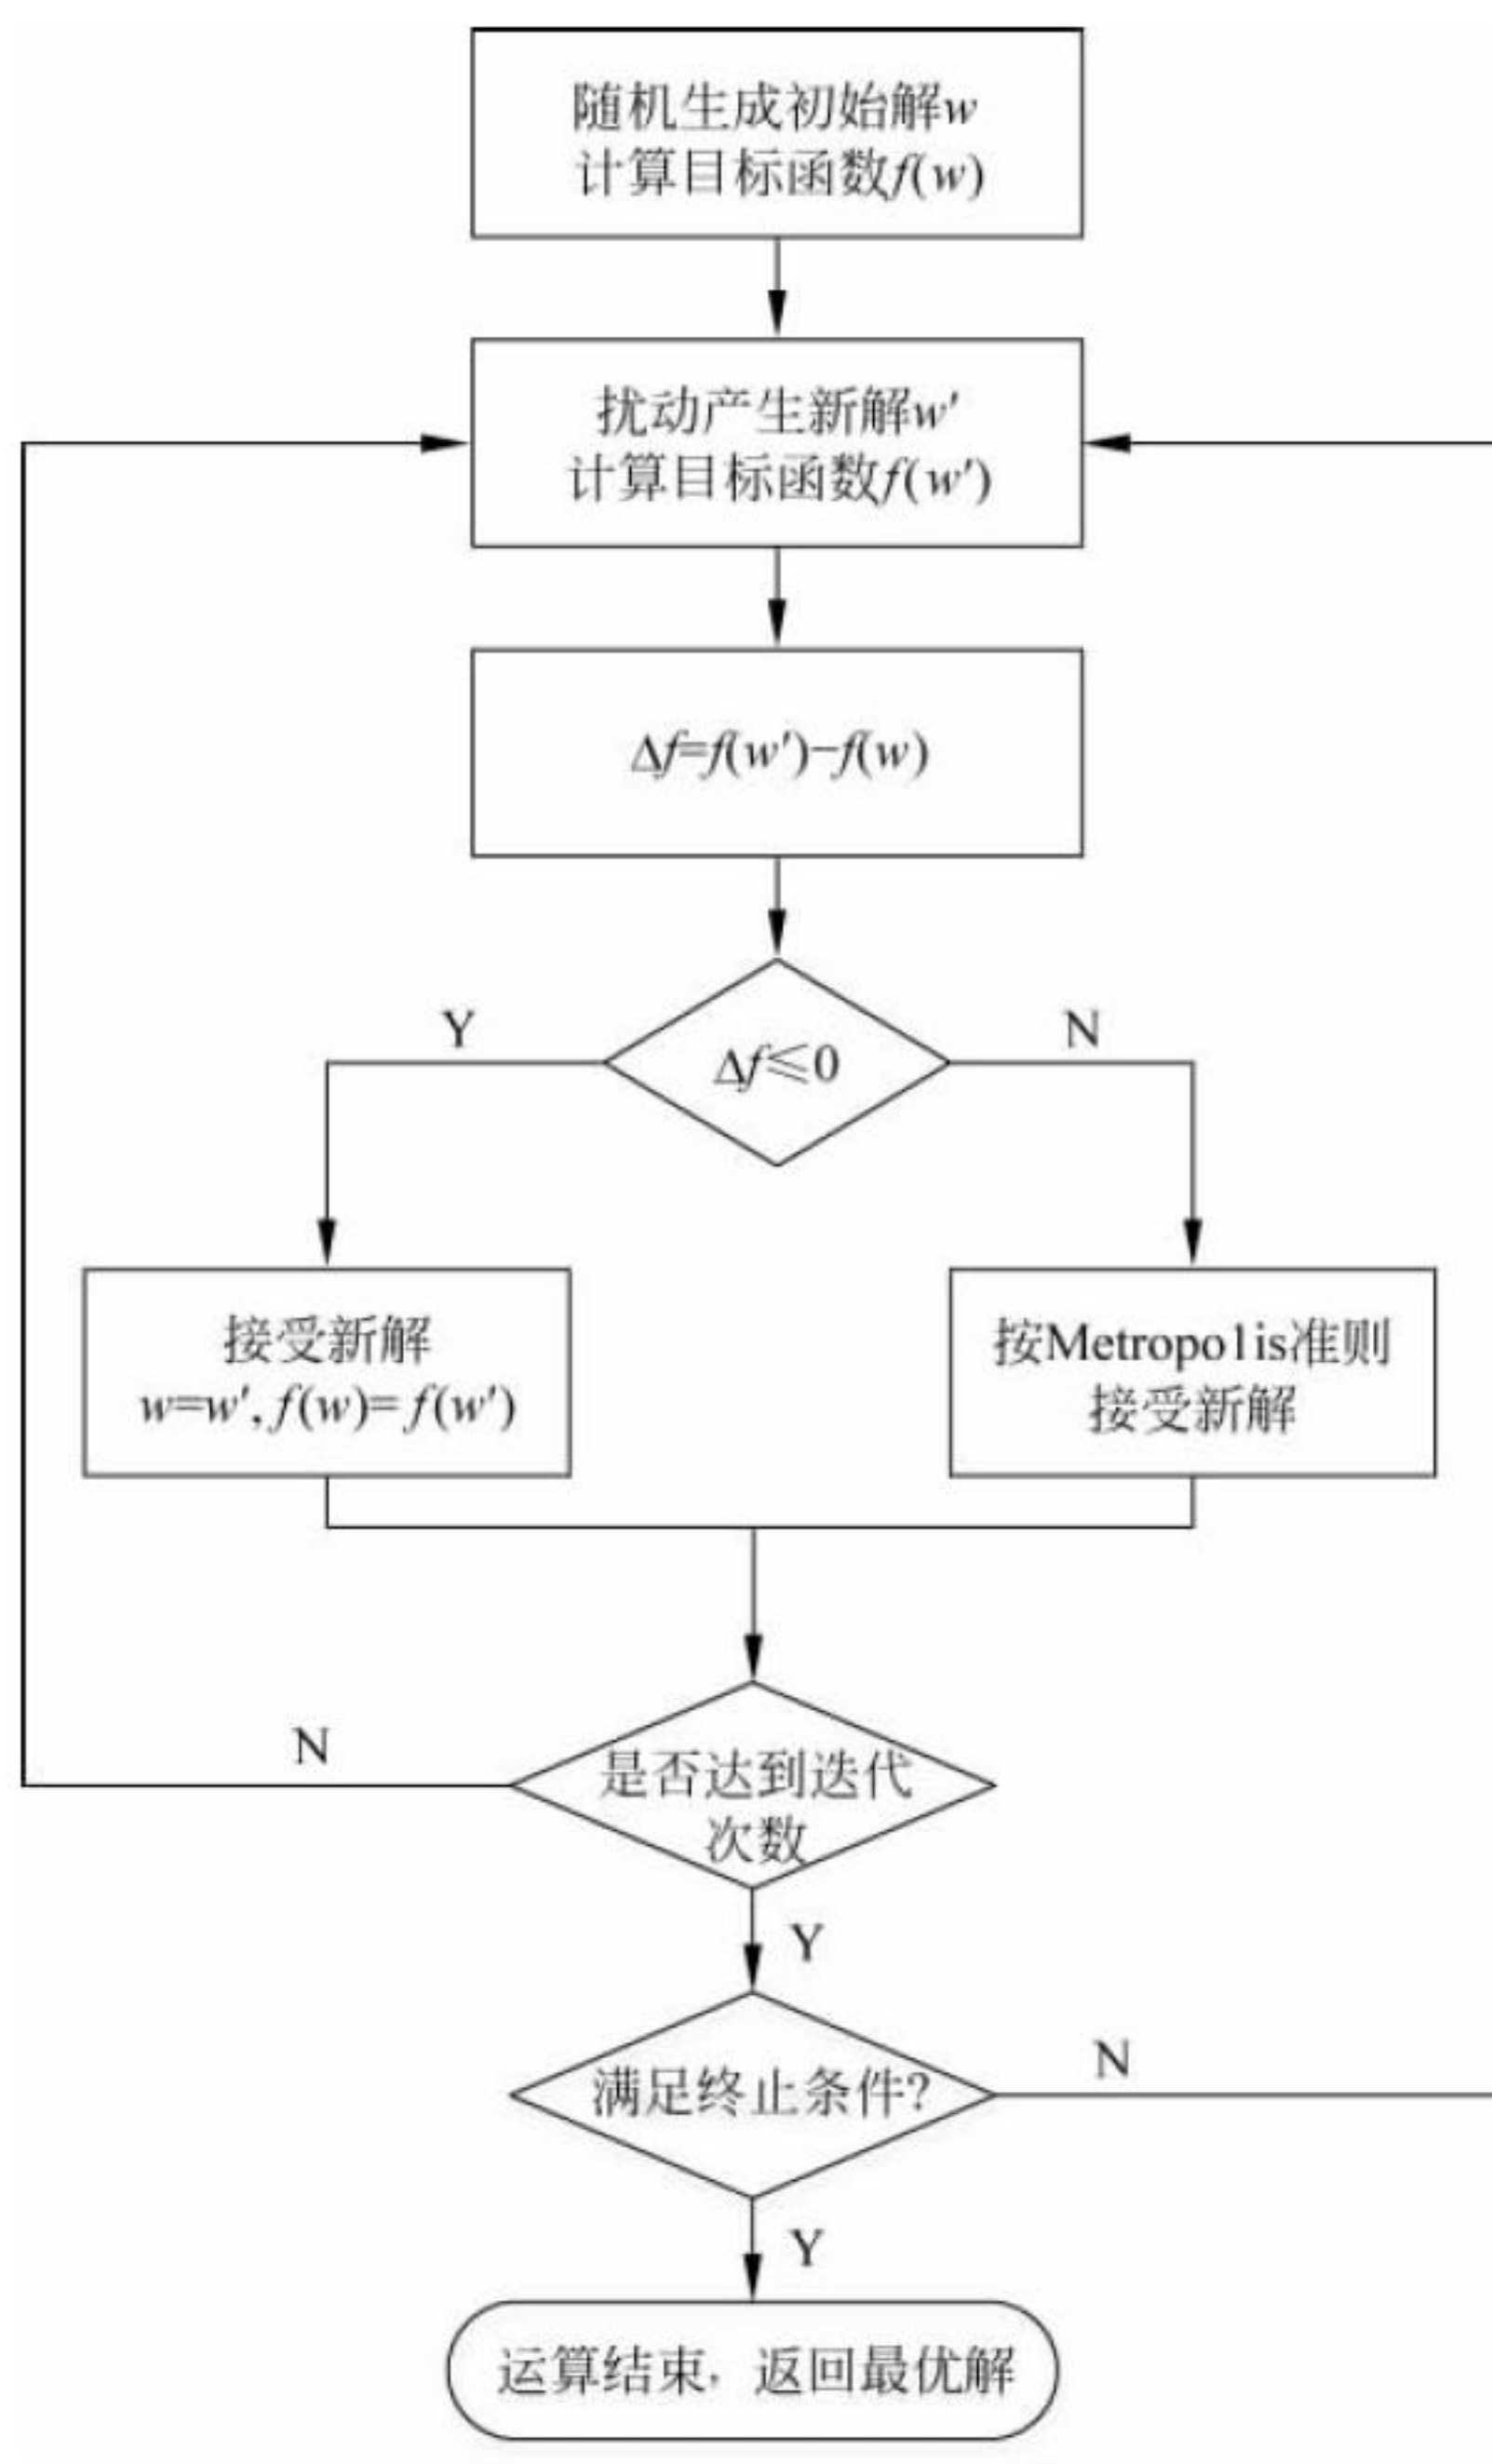 随机生成初始解w
计算目标函数f(w)
扰动产生新解w'
计算目标函数f(w')
Δf=f(w')−f(w)
Δf≤0
Y
N
接受新解
w=w', f(w)=f(w')
按Metropolis准则
接受新解
是否达到迭代
次数
N
Y
满足终止条件?
N
Y
运算结束，返回最优解